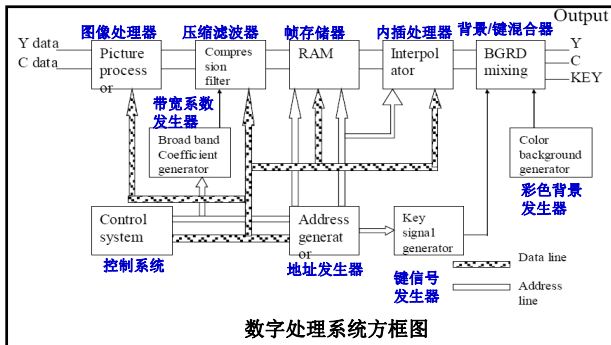 图像处理器
压缩滤波器
帧存储器
内插处理器
背景/键混合器
Output
Y data
C data
Picture
process
or
Compres
sion
filter
RAM
Interpol
ator
BGRD
mixing
Y
C
KEY
带宽系数
发生器
Broad band
Coefficient
generator
Color
background
generator
彩色背景
发生器
Control
system
控制系统
Address
generat
or
地址发生器
Key
signal
generator
键信号
发生器
Data line
Address
line
数字处理系统方框图